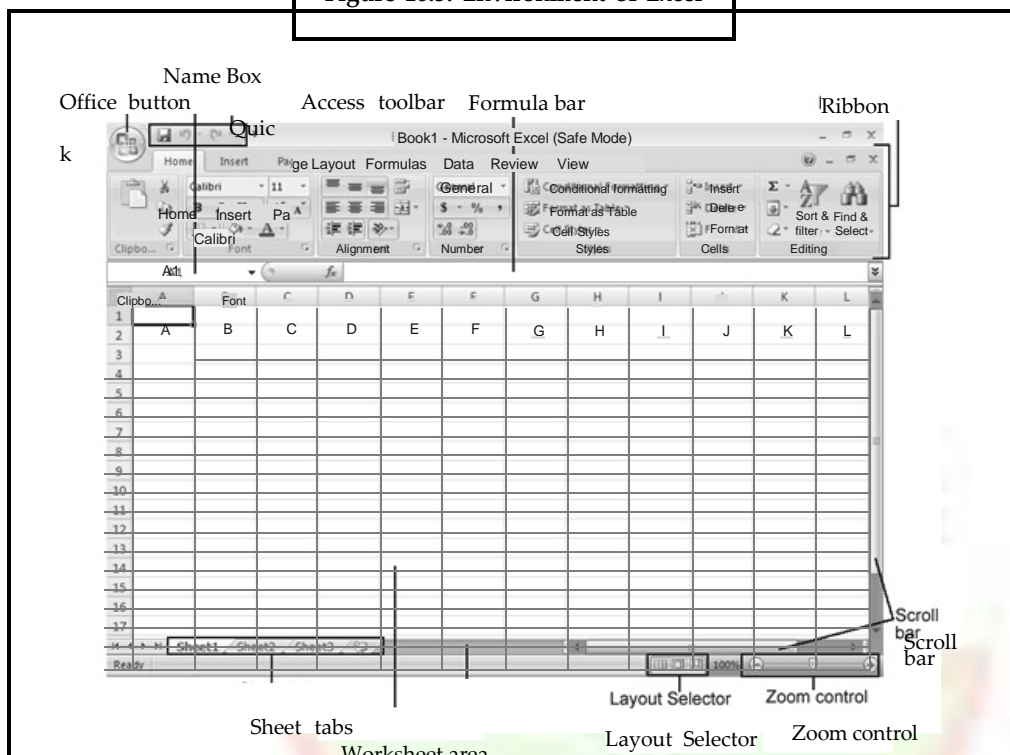 Figure 10.3: Environment of Excel
Name Box
Office button
Access toolbar
Formula bar
Ribbon
Quic
k
Book1 - Microsoft Excel (Safe Mode)
Home Insert Page Layout Formulas Data Review View
Calibri 11 General Conditional Formatting Insert
Home Insert Pa
$ % , Format as Table Delete Sort & Find &
Calibri
Cell Styles Format filter Select
Clipbo... Font Alignment Number Styles Cells Editing
A1 fx
Clipbo... Font
A C D E F G H I K L
1
A B C D E F G H I J K L
2
3
4
5
6
7
8
9
10
11
12
13
14
15
16
17
Sheet1 Sheet2 Sheet3
Ready 100%
Scroll
bar
Scroll
bar
Layout Selector Zoom control
Sheet tabs
Layout Selector
Zoom control
Worksheet area